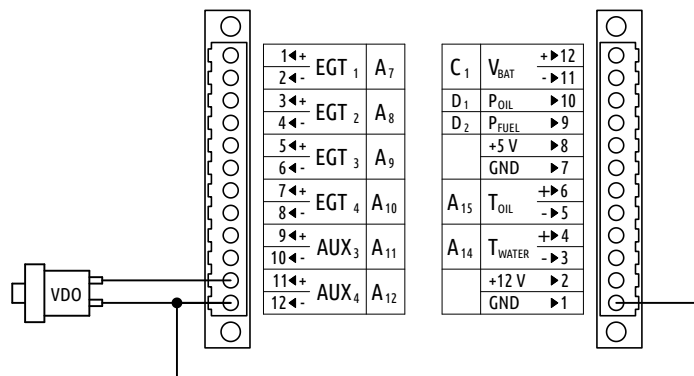 1◀+ EGT 1 A7
2◀-
3◀+ EGT 2 A8
4◀-
5◀+ EGT 3 A9
6◀-
7◀+ EGT 4 A10
8◀-
9◀+ AUX3 A11
10◀-
11◀+ AUX4 A12
12◀-
VDO
C1 VBAT +▶12
-▶11
D1 POIL ▶10
D2 PFUEL ▶9
+5 V ▶8
GND ▶7
A15 TOIL +▶6
-▶5
A14 TWATER +▶4
-▶3
+12 V ▶2
GND ▶1